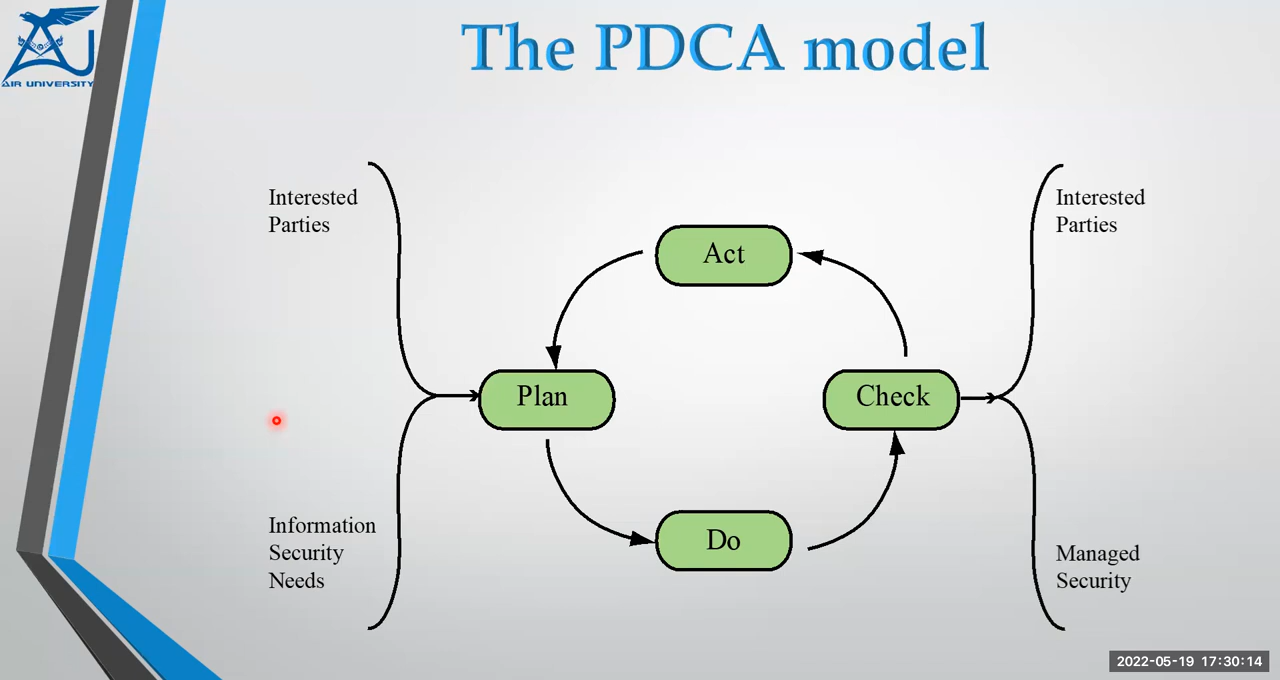 AIR UNIVERSITY
The PDCA model
Interested
Parties
Interested
Parties
Act
Plan
Check
Do
Information
Security
Needs
Managed
Security
2022-05-19 17:30:14